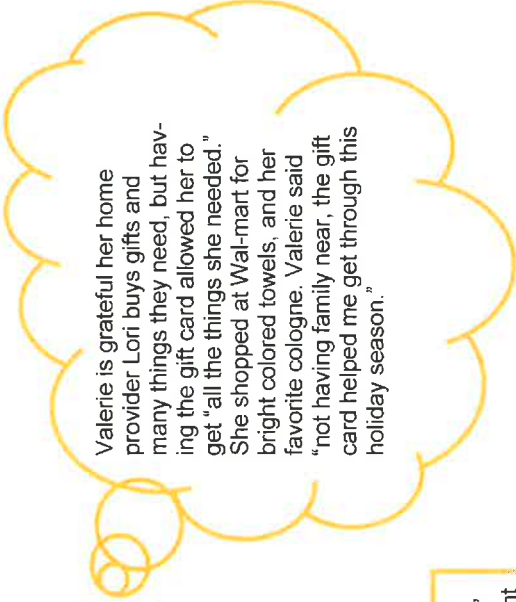 Valerie is grateful her home
provider Lori buys gifts and
many things they need, but hav-
ing the gift card allowed her to
get “all the things she needed.”
She shopped at Wal-mart for
bright colored towels, and her
favorite cologne. Valerie said
“not having family near, the gift
card helped me get through this
holiday season.”